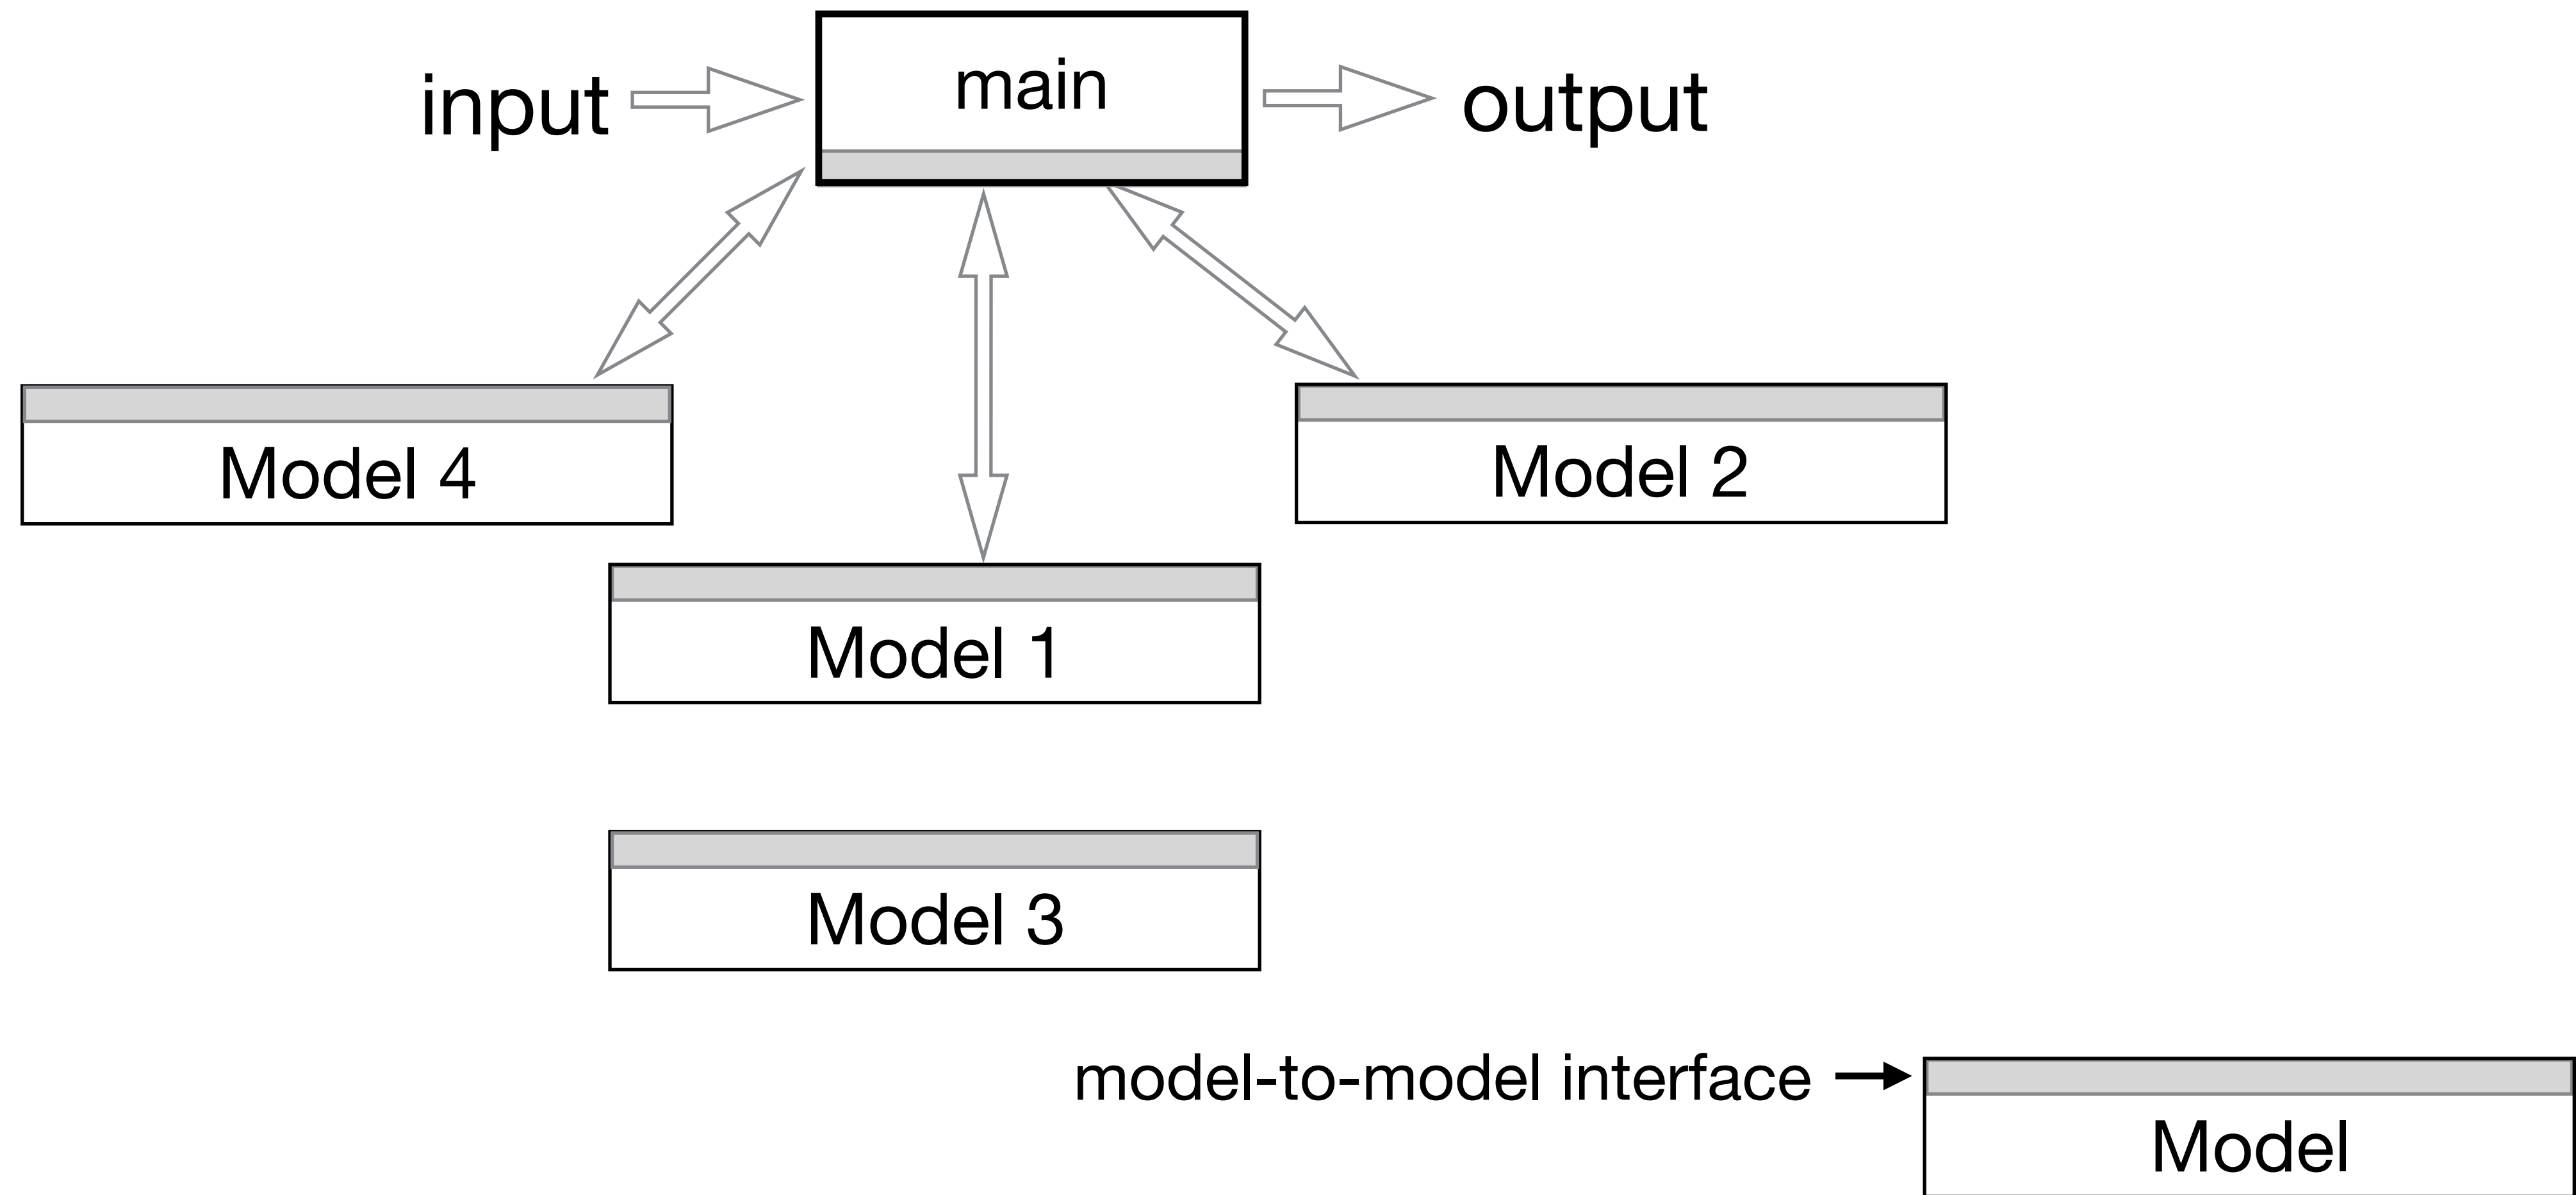 input
main
output
Model 4
Model 2
Model 1
Model 3
model-to-model interface
Model